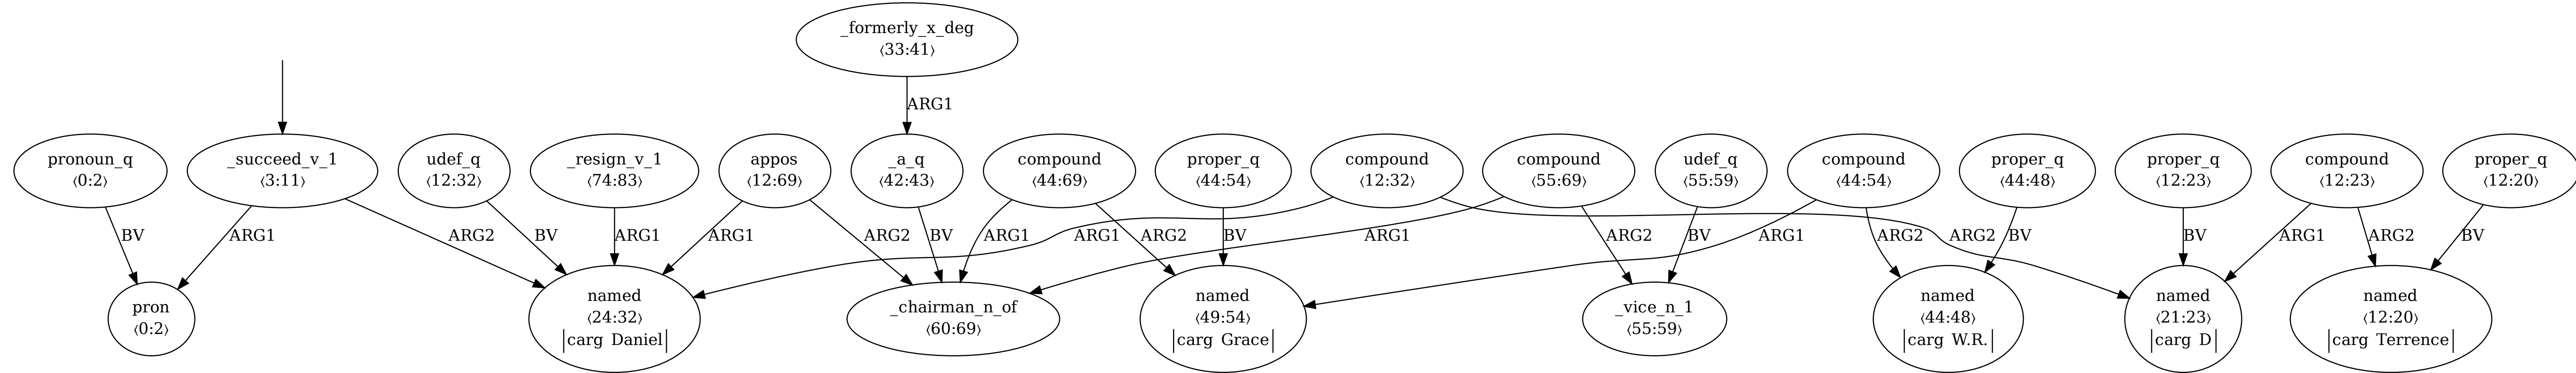 _formerly_x_deg
⟨33:41⟩
ARG1
pronoun_q
⟨0:2⟩
_succeed_v_1
⟨3:11⟩
udef_q
⟨12:32⟩
_resign_v_1
⟨74:83⟩
appos
⟨12:69⟩
_a_q
⟨42:43⟩
compound
⟨44:69⟩
proper_q
⟨44:54⟩
compound
⟨12:32⟩
compound
⟨55:69⟩
udef_q
⟨55:59⟩
compound
⟨44:54⟩
proper_q
⟨44:48⟩
proper_q
⟨12:23⟩
compound
⟨12:23⟩
proper_q
⟨12:20⟩
BV
ARG1
ARG2
BV
ARG1
ARG1
ARG2
BV
ARG1
ARG1
ARG2
BV
ARG1
ARG2
BV
ARG1
ARG2
ARG2
BV
BV
ARG1
ARG2
BV
pron
⟨0:2⟩
named
⟨24:32⟩
|carg Daniel|
_chairman_n_of
⟨60:69⟩
named
⟨49:54⟩
|carg Grace|
_vice_n_1
⟨55:59⟩
named
⟨44:48⟩
|carg W.R.|
named
⟨21:23⟩
|carg D|
named
⟨12:20⟩
|carg Terrence|